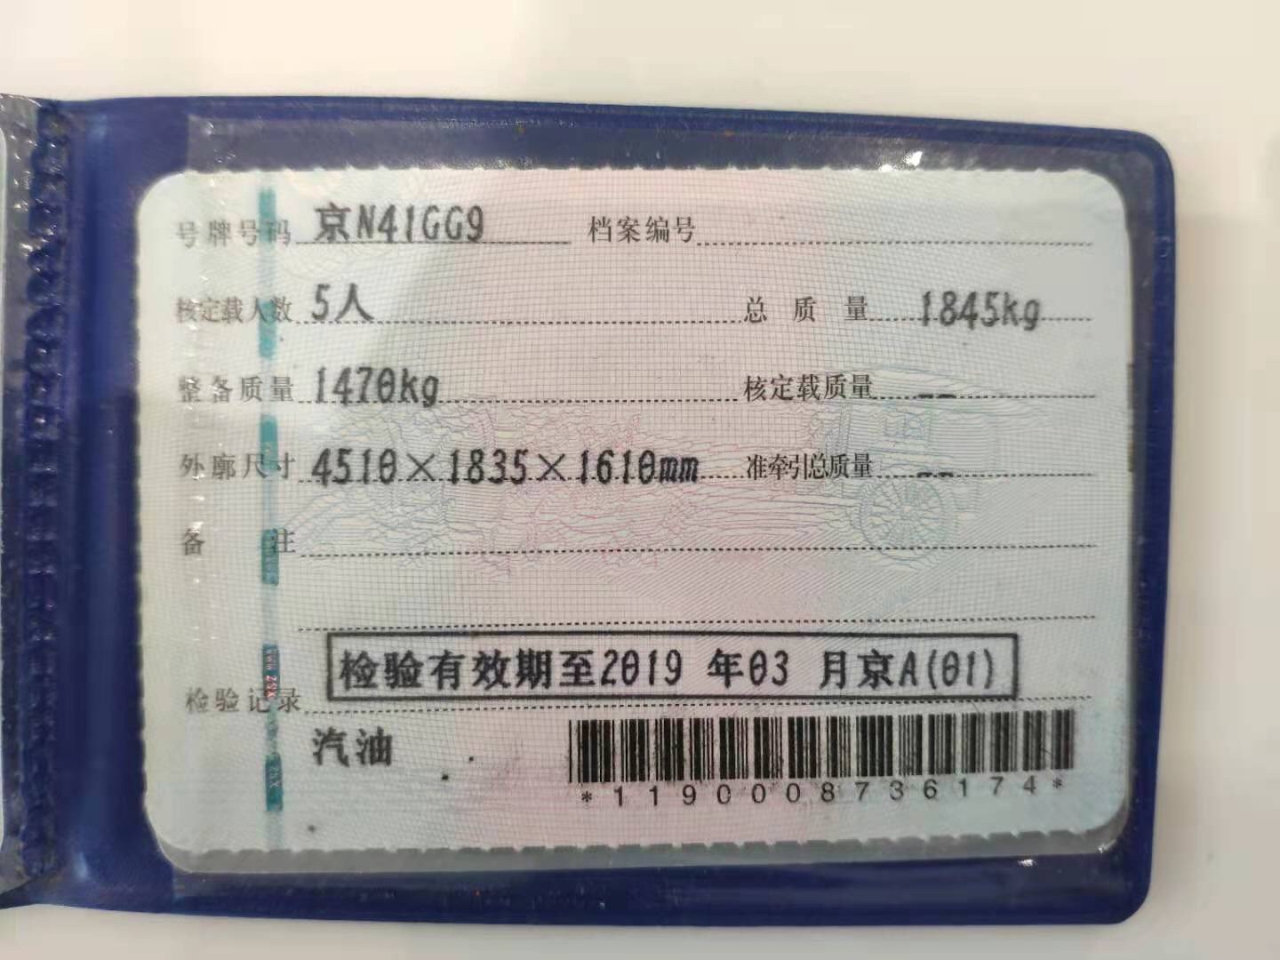 号牌号码 京N41GG9 档案编号
核定载人数 5人 总质量 1845kg
整备质量 1470kg 核定载质量 --
外廓尺寸 4510×1835×1610mm 准牵引总质量 --
备注
检验有效期至2019 年03 月京A(01)
检验记录
汽油
*1190008736174*